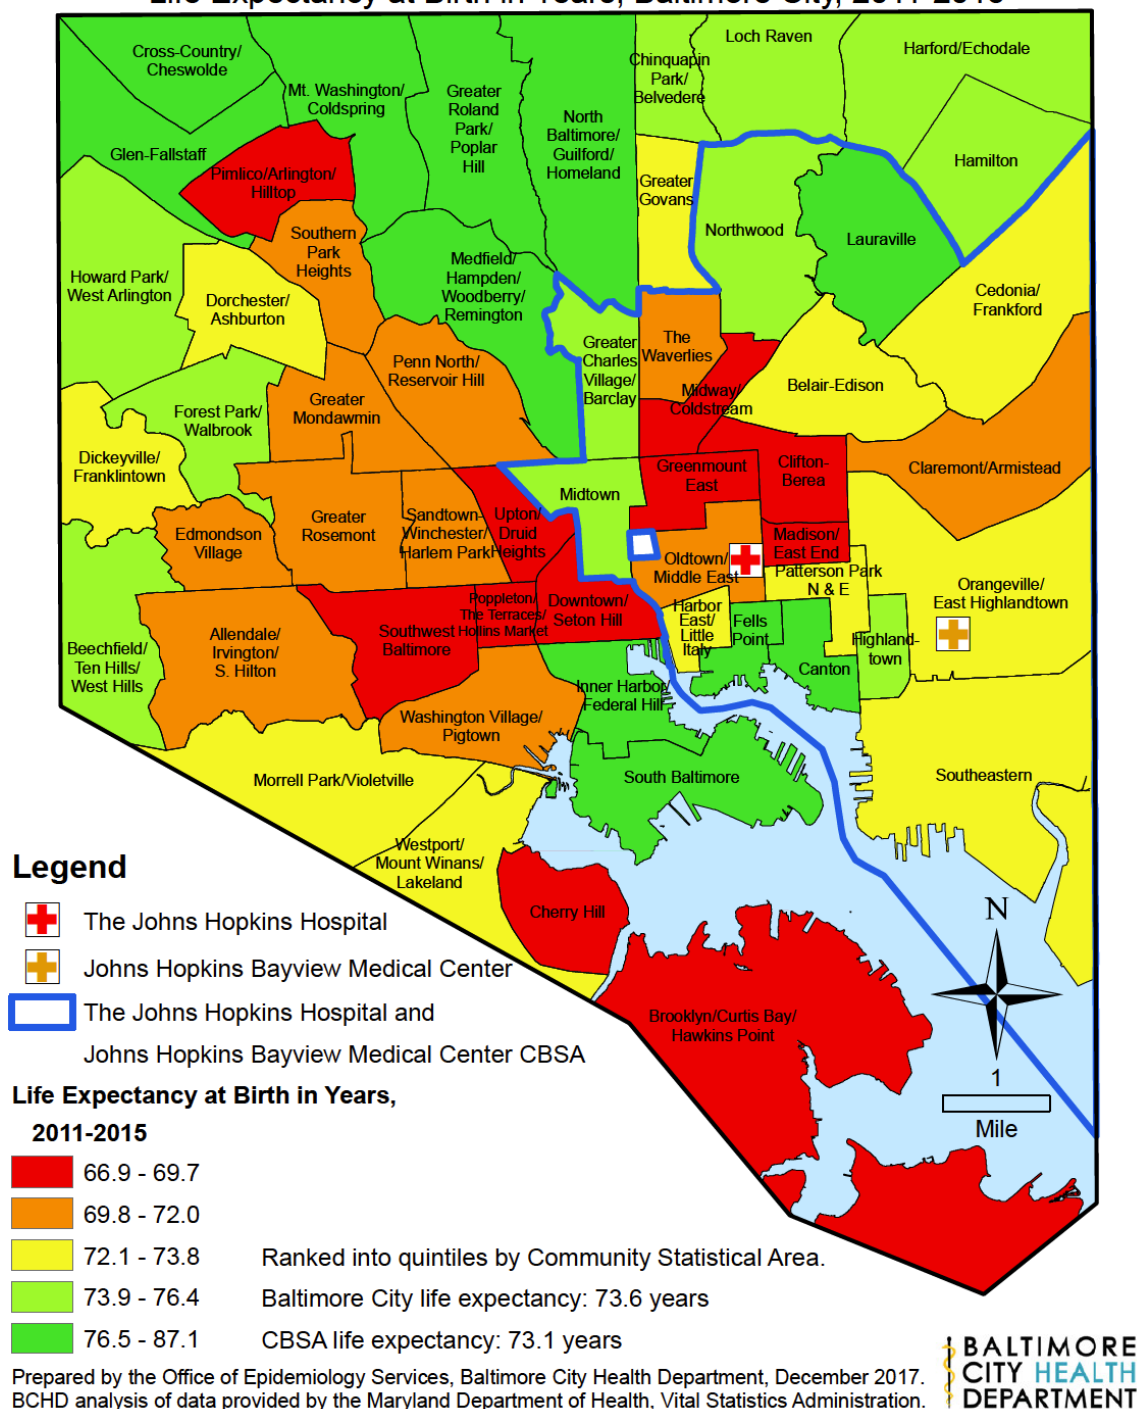 Life Expectancy at Birth in Years, Baltimore City, 2011-2015
Cross-Country/
Cheswolde
Mt. Washington/
Coldspring
Greater
Roland
Park/
Poplar
Hill
North
Baltimore/
Guilford/
Homeland
Chinquapin
Park/
Belvedere
Loch Raven
Harford/Echodale
Glen-Fallstaff
Pimlico/Arlington/
Hilltop
Hamilton
Greater
Govans
Northwood
Lauraville
Southern
Park
Heights
Medfield/
Hampden/
Woodberry/
Remington
Howard Park/
West Arlington
Dorchester/
Ashburton
Cedonia/
Frankford
Greater
Charles
Village/
Barclay
The
Waverlies
Penn North/
Reservoir Hill
Midway/
Coldstream
Belair-Edison
Greater
Mondawmin
Forest Park/
Walbrook
Dickeyville/
Franklintown
Greenmount
East
Clifton-
Berea
Claremont/Armistead
Midtown
Edmondson
Village
Greater
Rosemont
Sandtown-
Winchester/
Harlem Park
Upton/
Druid
Heights
Madison/
East End
Oldtown/
Middle East
Patterson Park
N & E
Orangeville/
East Highlandtown
Poppleton/
The Terraces/
Hollins Market
Downtown/
Seton Hill
Harbor
East/
Little
Italy
Fells
Point
Highland-
town
Canton
Beechfield/
Ten Hills/
West Hills
Allendale/
Irvington/
S. Hilton
Southwest
Baltimore
Inner Harbor/
Federal Hill
Washington Village/
Pigtown
Morrell Park/Violetville
South Baltimore
Southeastern
Westport/
Mount Winans/
Lakeland
Cherry Hill
Brooklyn/Curtis Bay/
Hawkins Point
N
1
Mile
Legend
The Johns Hopkins Hospital
Johns Hopkins Bayview Medical Center
The Johns Hopkins Hospital and
Johns Hopkins Bayview Medical Center CBSA
Life Expectancy at Birth in Years,
2011-2015
66.9 - 69.7
69.8 - 72.0
72.1 - 73.8 Ranked into quintiles by Community Statistical Area.
73.9 - 76.4 Baltimore City life expectancy: 73.6 years
76.5 - 87.1 CBSA life expectancy: 73.1 years
Prepared by the Office of Epidemiology Services, Baltimore City Health Department, December 2017.
BCHD analysis of data provided by the Maryland Department of Health, Vital Statistics Administration.
BALTIMORE
CITY HEALTH
DEPARTMENT